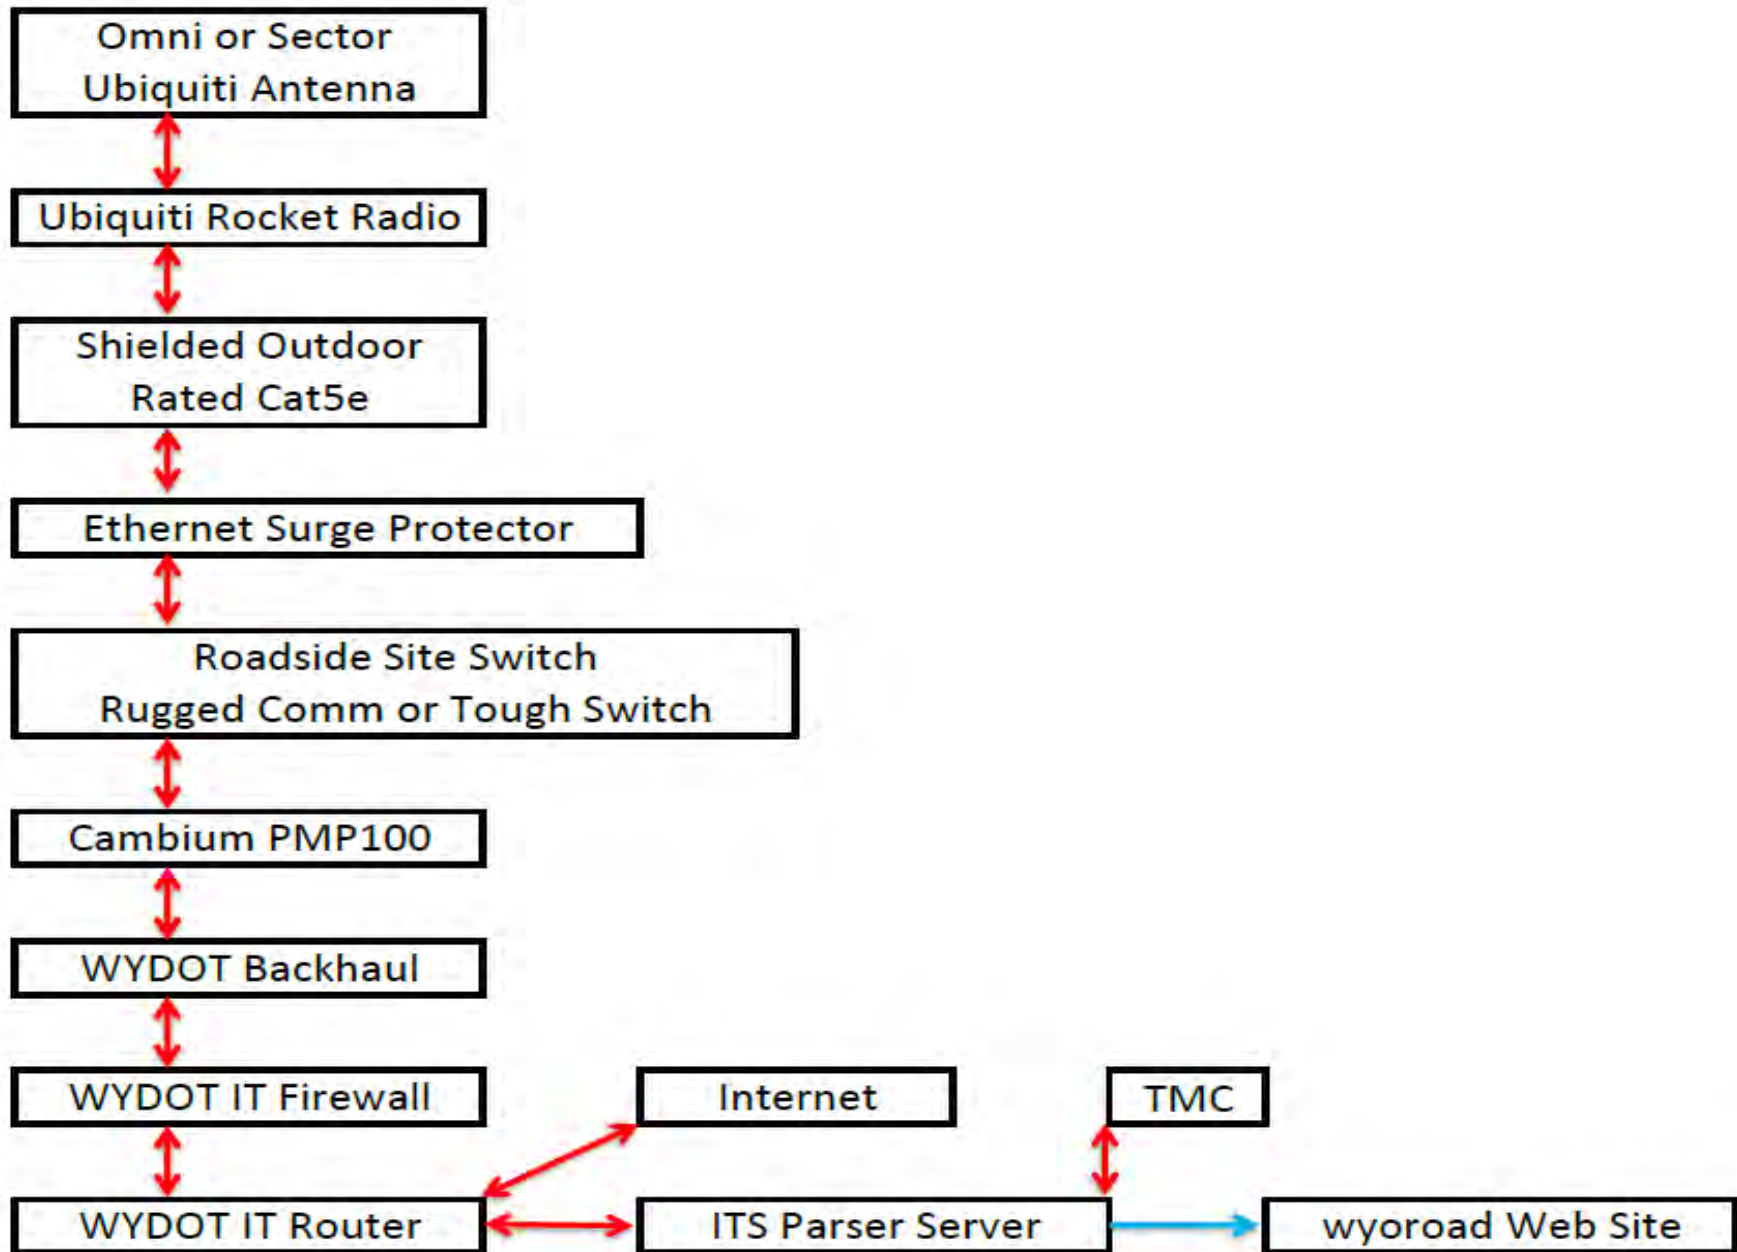 Omni or Sector
Ubiquiti Antenna
Ubiquiti Rocket Radio
Shielded Outdoor
Rated Cat5e
Ethernet Surge Protector
Roadside Site Switch
Rugged Comm or Tough Switch
Cambium PMP100
WYDOT Backhaul
WYDOT IT Firewall
Internet
TMC
WYDOT IT Router
ITS Parser Server
wyoroad Web Site